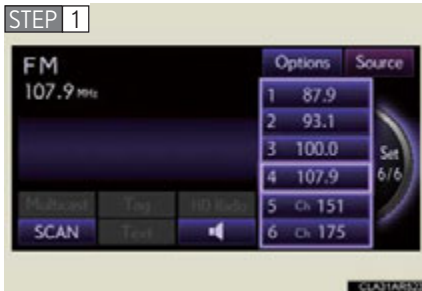 STEP 1
FM
Options Source
107.9 MHz
1 87.9
2 93.1
3 100.0
4 107.9
5 Ch 151
6 Ch 175
Set
6/6
Multicast Tag HD Radio
SCAN Text
CLA31AR52